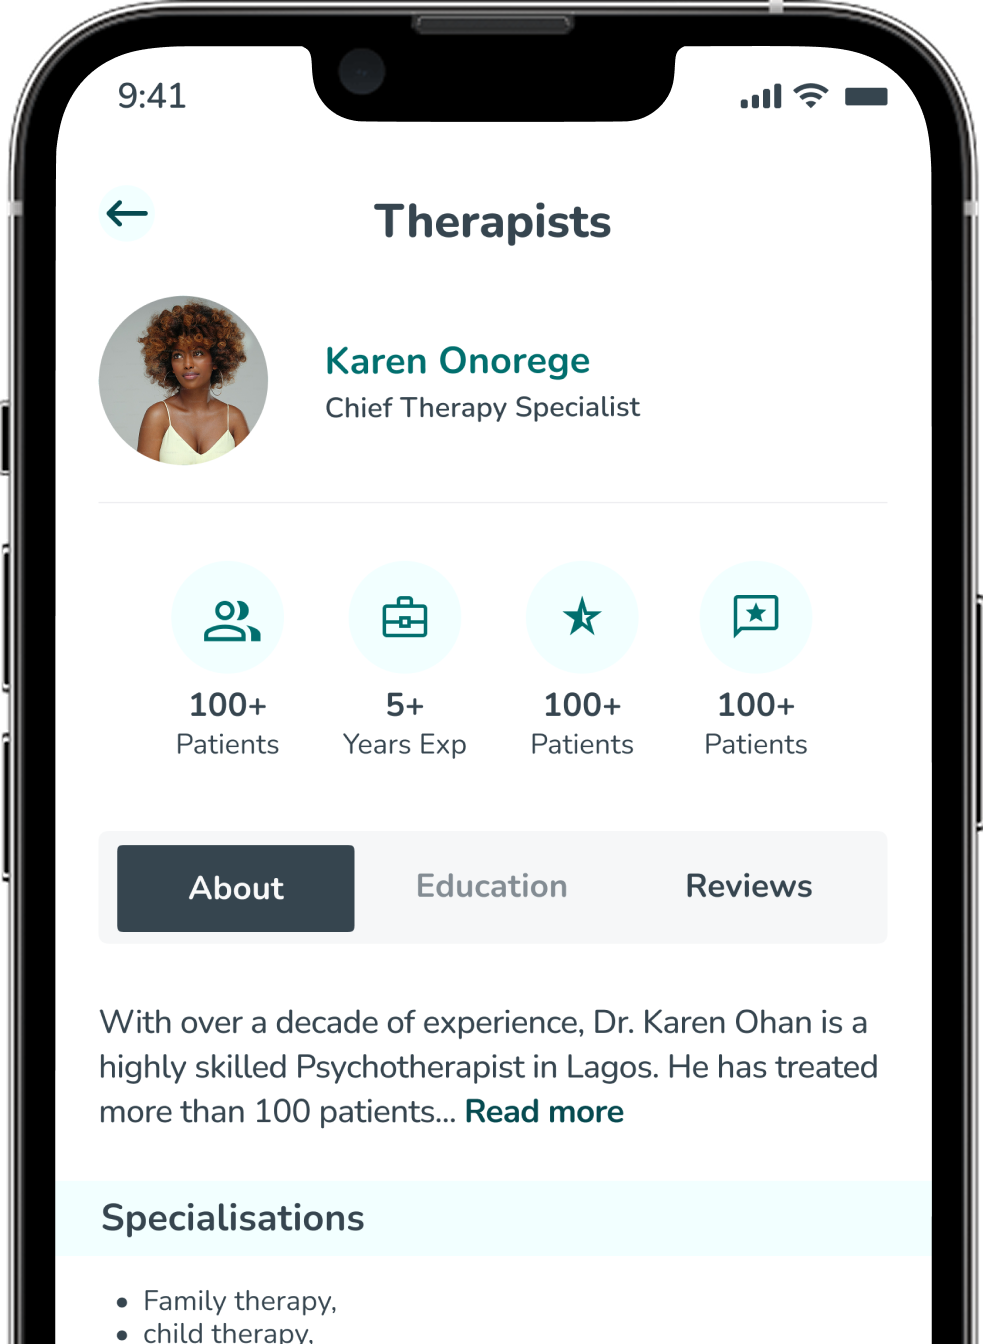 9:41
Therapists
Karen Onorege
Chief Therapy Specialist
100+ 5+ 100+ 100+
Patients Years Exp Patients Patients
About Education Reviews
With over a decade of experience, Dr. Karen Ohan is a
highly skilled Psychotherapist in Lagos. He has treated
more than 100 patients... Read more
Specialisations
• Family therapy,
• child therapy,